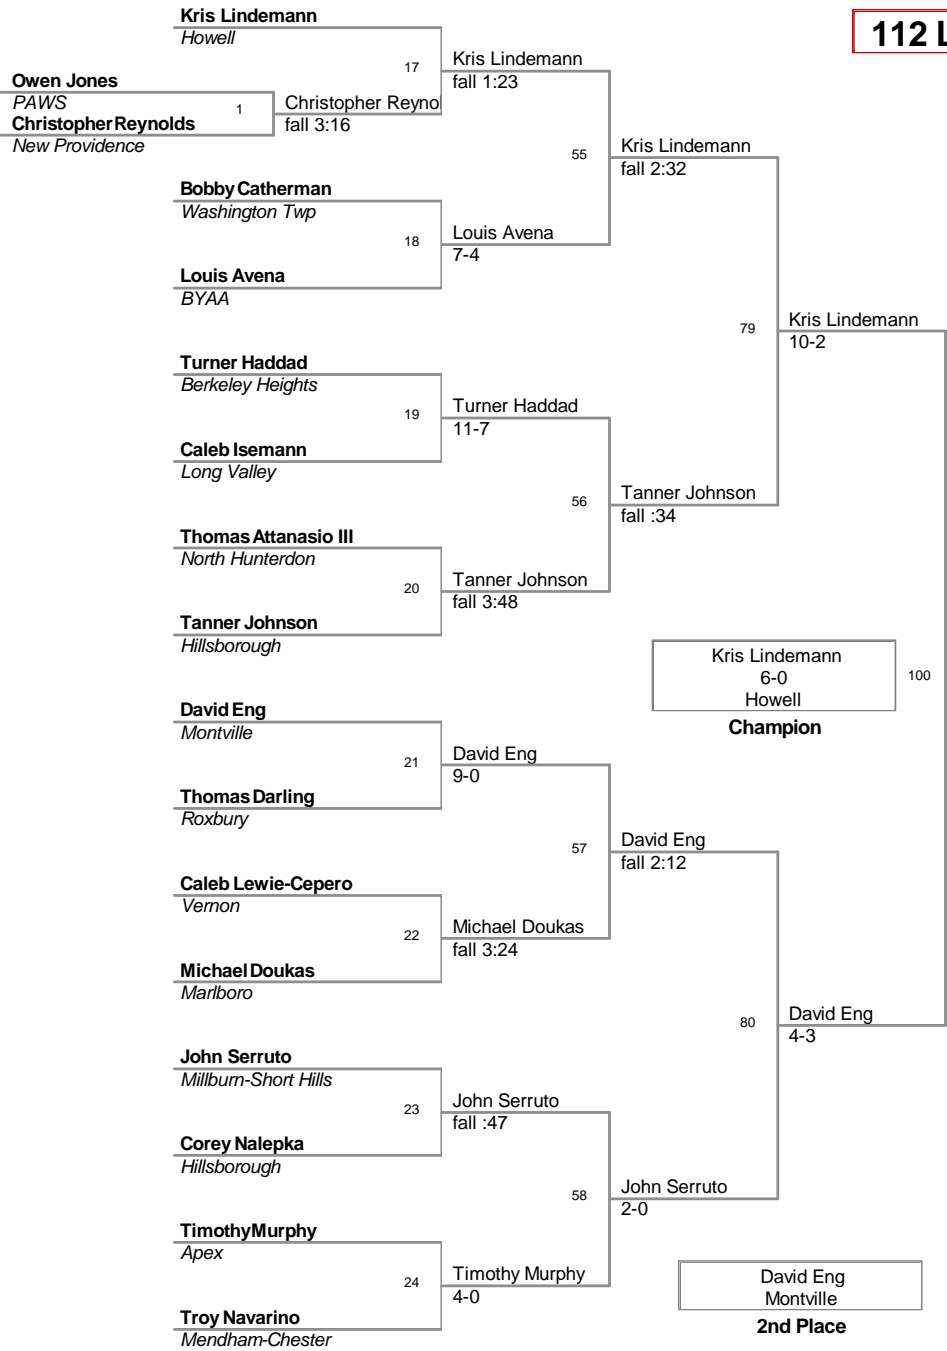 Kris Lindemann
Howell
112 L
17
Kris Lindemann
fall 1:23
Owen Jones
PAWS
1
Christopher Reynol
fall 3:16
Christopher Reynolds
New Providence
55
Kris Lindemann
fall 2:32
Bobby Catherman
Washington Twp
18
Louis Avena
7-4
Louis Avena
BYAA
79
Kris Lindemann
10-2
Turner Haddad
Berkeley Heights
19
Turner Haddad
11-7
Caleb Isemann
Long Valley
56
Tanner Johnson
fall :34
Thomas Attanasio III
North Hunterdon
20
Tanner Johnson
fall 3:48
Tanner Johnson
Hillsborough
Kris Lindemann
6-0
Howell
100
Champion
David Eng
Montville
21
David Eng
9-0
Thomas Darling
Roxbury
57
David Eng
fall 2:12
Caleb Lewie-Cepero
Vernon
22
Michael Doukas
fall 3:24
Michael Doukas
Marlboro
80
David Eng
4-3
John Serruto
Millburn-Short Hills
23
John Serruto
fall :47
Corey Nalepka
Hillsborough
58
John Serruto
2-0
Timothy Murphy
Apex
24
Timothy Murphy
4-0
Troy Navarino
Mendham-Chester
David Eng
Montville
2nd Place